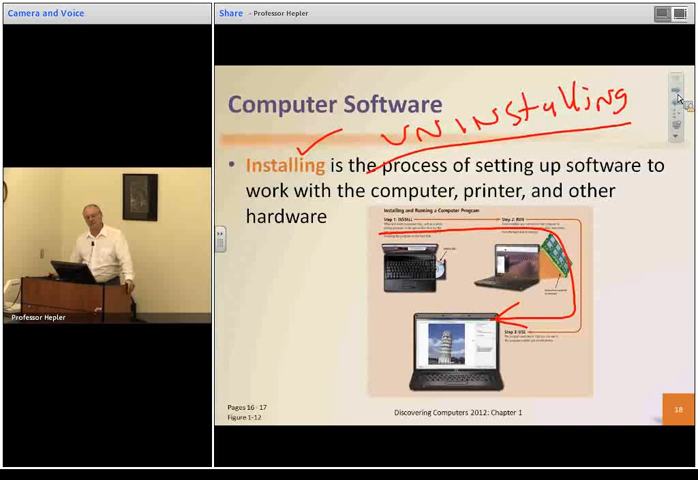 Camera and Voice
Share - Professor Hepler
Computer Software
UNINSTALLING
• Installing is the process of setting up software to
work with the computer, printer, and other
hardware
Installing and Running a Computer Program
Step 1: INSTALL
Step 2: RUN
Step 3: USE
Professor Hepler
Pages 16 - 17
Figure 1-12
Discovering Computers 2012: Chapter 1
18